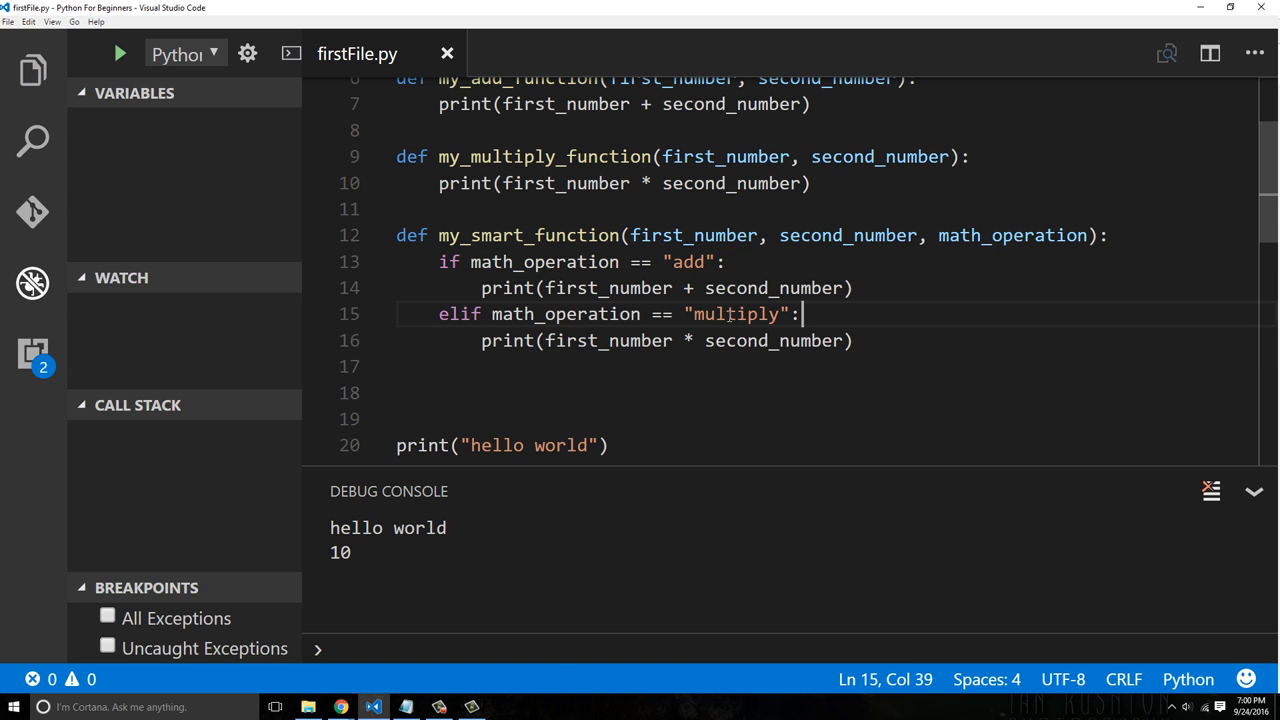 firstFile.py - Python For Beginners - Visual Studio Code
File Edit View Go Help
Python
firstFile.py
VARIABLES
WATCH
CALL STACK
BREAKPOINTS
All Exceptions
Uncaught Exceptions
2
6 def my_add_function(first_number, second_number):
7 print(first_number + second_number)
8
9 def my_multiply_function(first_number, second_number):
10 print(first_number * second_number)
11
12 def my_smart_function(first_number, second_number, math_operation):
13 if math_operation == "add":
14 print(first_number + second_number)
15 elif math_operation == "multiply":
16 print(first_number * second_number)
17
18
19
20 print("hello world")
DEBUG CONSOLE
hello world
10
0 0
Ln 15, Col 39 Spaces: 4 UTF-8 CRLF Python
I'm Cortana. Ask me anything.
7:00 PM
9/24/2016